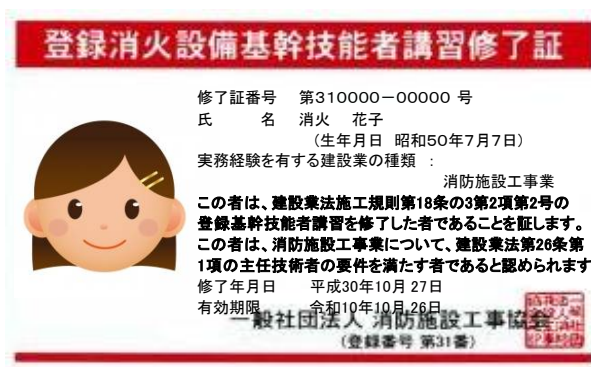 登録消火設備基幹技能者講習修了証
修了証番号 第310000－00000 号
氏 名 消火 花子
（生年月日 昭和50年7月7日）
実務経験を有する建設業の種類 ：
消防施設工事業
この者は、建設業法施工規則第18条の3第2項第2号の
登録基幹技能者講習を修了した者であることを証します。
この者は、消防施設工事業について、建設業法第26条第
1項の主任技術者の要件を満たす者であると認められます
修了年月日 平成30年10月27日
有効期限 令和10年10月26日
一般社団法人 消防施設工事協会
（登録番号 第31番）